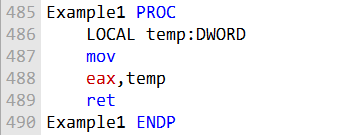 485 Example1 PROC
486     LOCAL temp:DWORD
487     mov
488     eax,temp
489     ret
490 Example1 ENDP